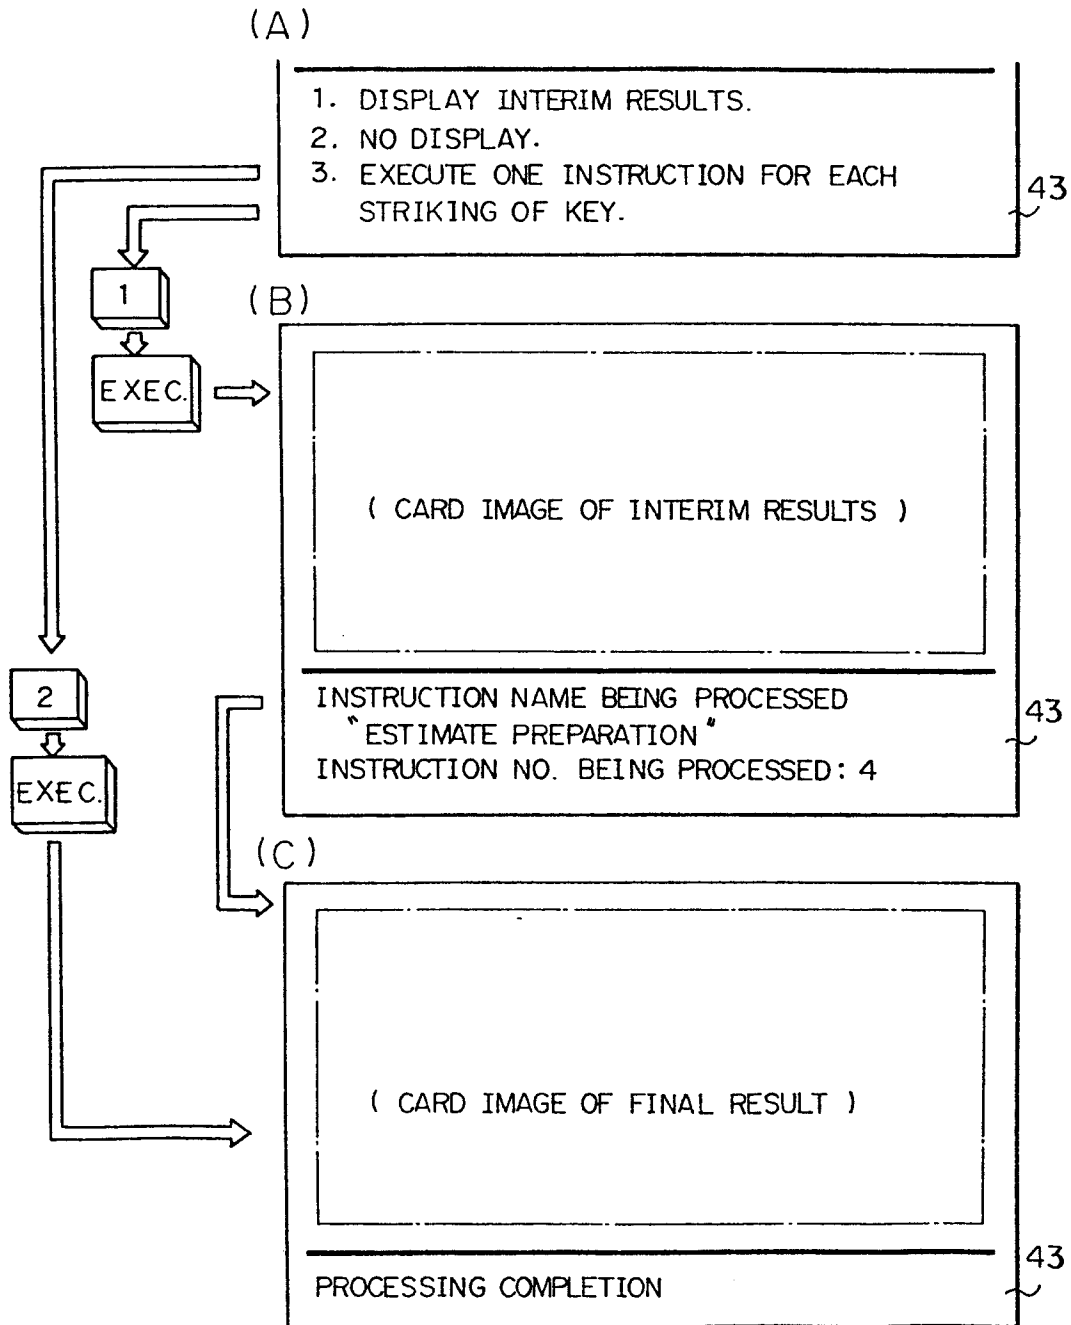 (A)
1. DISPLAY INTERIM RESULTS.
2. NO DISPLAY.
3. EXECUTE ONE INSTRUCTION FOR EACH
STRIKING OF KEY.
43
1
EXEC.
(B)
( CARD IMAGE OF INTERIM RESULTS )
INSTRUCTION NAME BEING PROCESSED
"ESTIMATE PREPARATION"
INSTRUCTION NO. BEING PROCESSED: 4
43
2
EXEC.
(C)
( CARD IMAGE OF FINAL RESULT )
PROCESSING COMPLETION
43